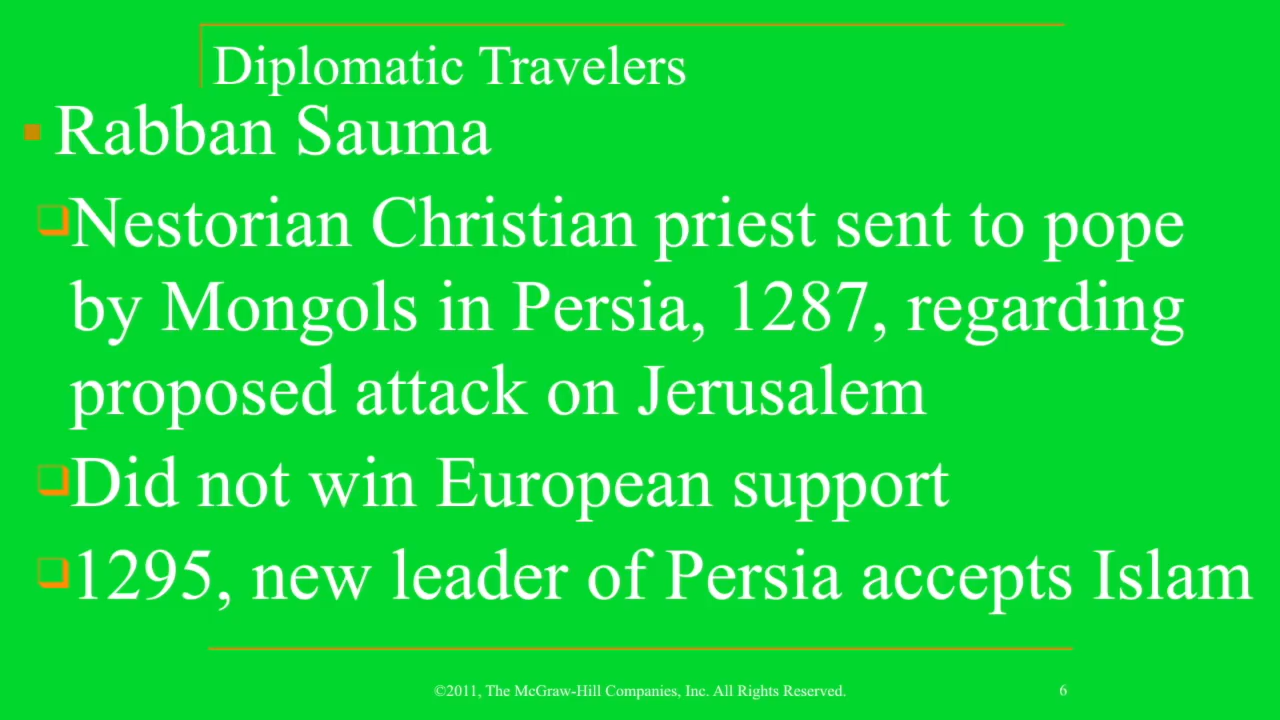 Diplomatic Travelers
Rabban Sauma
Nestorian Christian priest sent to pope
by Mongols in Persia, 1287, regarding
proposed attack on Jerusalem
Did not win European support
1295, new leader of Persia accepts Islam
©2011, The McGraw-Hill Companies, Inc. All Rights Reserved.
6